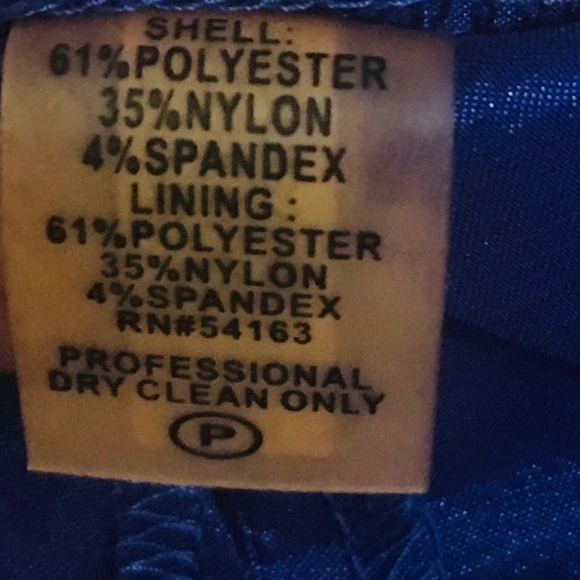 SHELL:
61%POLYESTER
35%NYLON
4%SPANDEX
LINING :
61%POLYESTER
35%NYLON
4%SPANDEX
RN#54163
PROFESSIONAL
DRY CLEAN ONLY
P